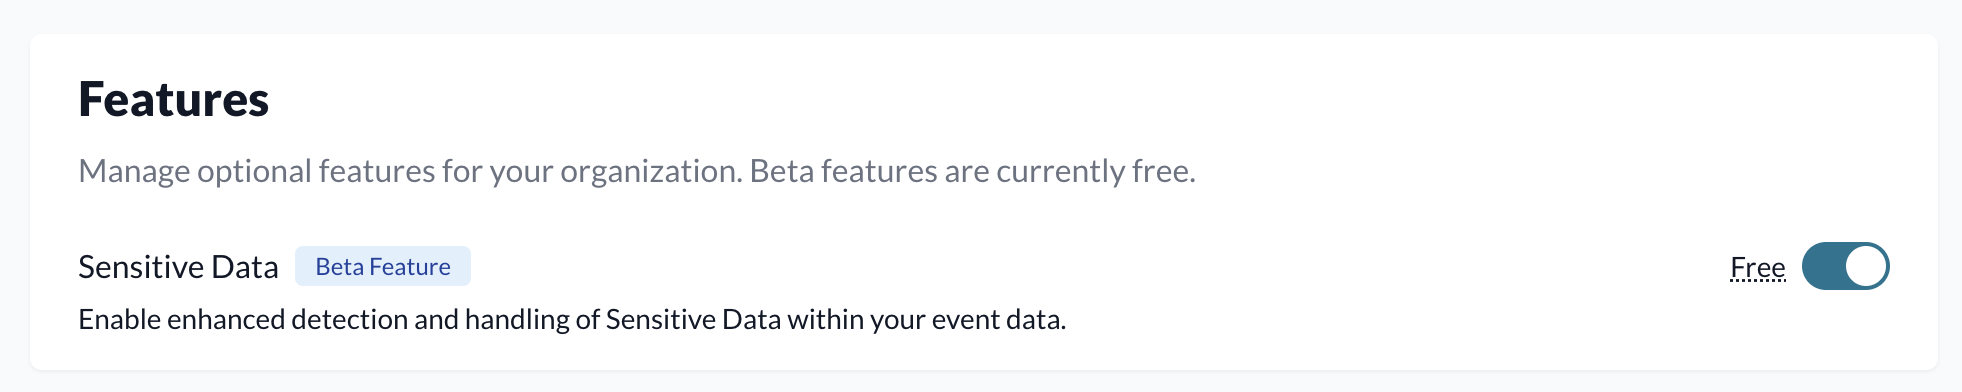 Features
Manage optional features for your organization. Beta features are currently free.
Sensitive Data Beta Feature Free
Enable enhanced detection and handling of Sensitive Data within your event data.